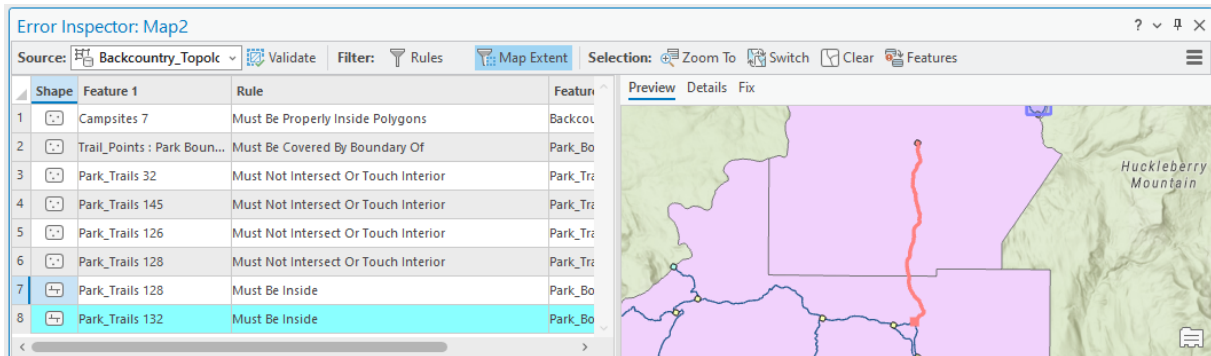 Error Inspector: Map2
Source: Backcountry_Topolc Validate Filter: Rules Map Extent Selection: Zoom To Switch Clear Features
Shape Feature 1 Rule Feature
1 Campsites 7 Must Be Properly Inside Polygons Backcou
2 Trail_Points : Park Boun... Must Be Covered By Boundary Of Park_Bo
3 Park_Trails 32 Must Not Intersect Or Touch Interior Park_Tra
4 Park_Trails 145 Must Not Intersect Or Touch Interior Park_Tra
5 Park_Trails 126 Must Not Intersect Or Touch Interior Park_Tra
6 Park_Trails 128 Must Not Intersect Or Touch Interior Park_Tra
7 Park_Trails 128 Must Be Inside Park_Bo
8 Park_Trails 132 Must Be Inside Park_Bo
Preview Details Fix
Huckleberry
Mountain